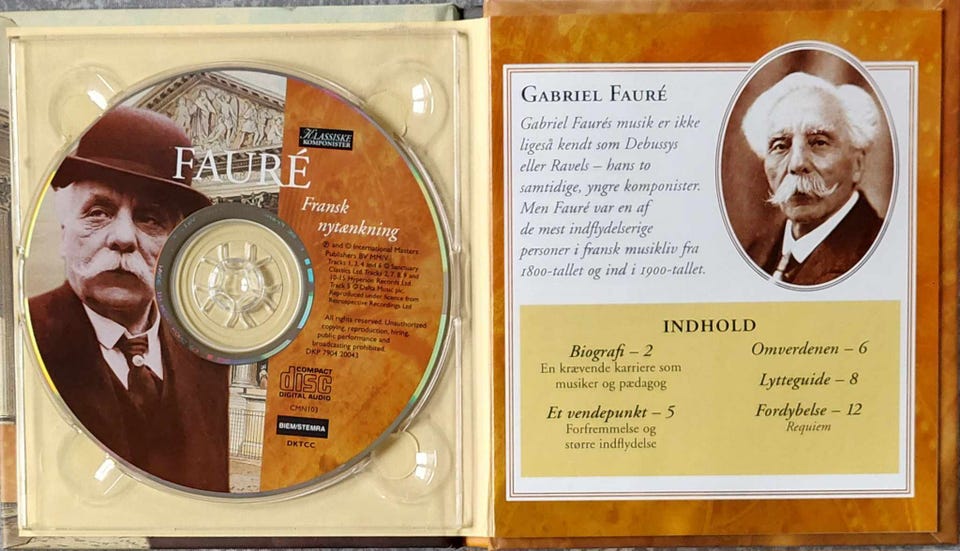 KLASSISKE
KOMPONISTER
FAURÉ
Fransk
nytænkning
℗ and © International Masters
Publishers BV MMIV.
Tracks 1, 3, 4 and 6 © Sanctuary
Classics Ltd. Tracks 2, 7, 8, 9 and
10-15 Hyperion Records Ltd.
Track 5 © Delta Music plc.
Reproduced under licence from
Retrospective Recordings Ltd
All rights reserved. Unauthorized
copying, reproduction, hiring,
public performance and
broadcasting prohibited.
DKP 7904 20043
COMPACT
disc
DIGITAL AUDIO
CMN103
BIEM/STEMRA
DKTCC
GABRIEL FAURÉ
Gabriel Faurés musik er ikke
ligeså kendt som Debussys
eller Ravels – hans to
samtidige, yngre komponister.
Men Fauré var en af
de mest indflydelserige
personer i fransk musikliv fra
1800-tallet og ind i 1900-tallet.
INDHOLD
Biografi – 2
En krævende karriere som
musiker og pædagog
Et vendepunkt – 5
Forfremmelse og
større indflydelse
Omverdenen – 6
Lytteguide – 8
Fordybelse – 12
Requiem